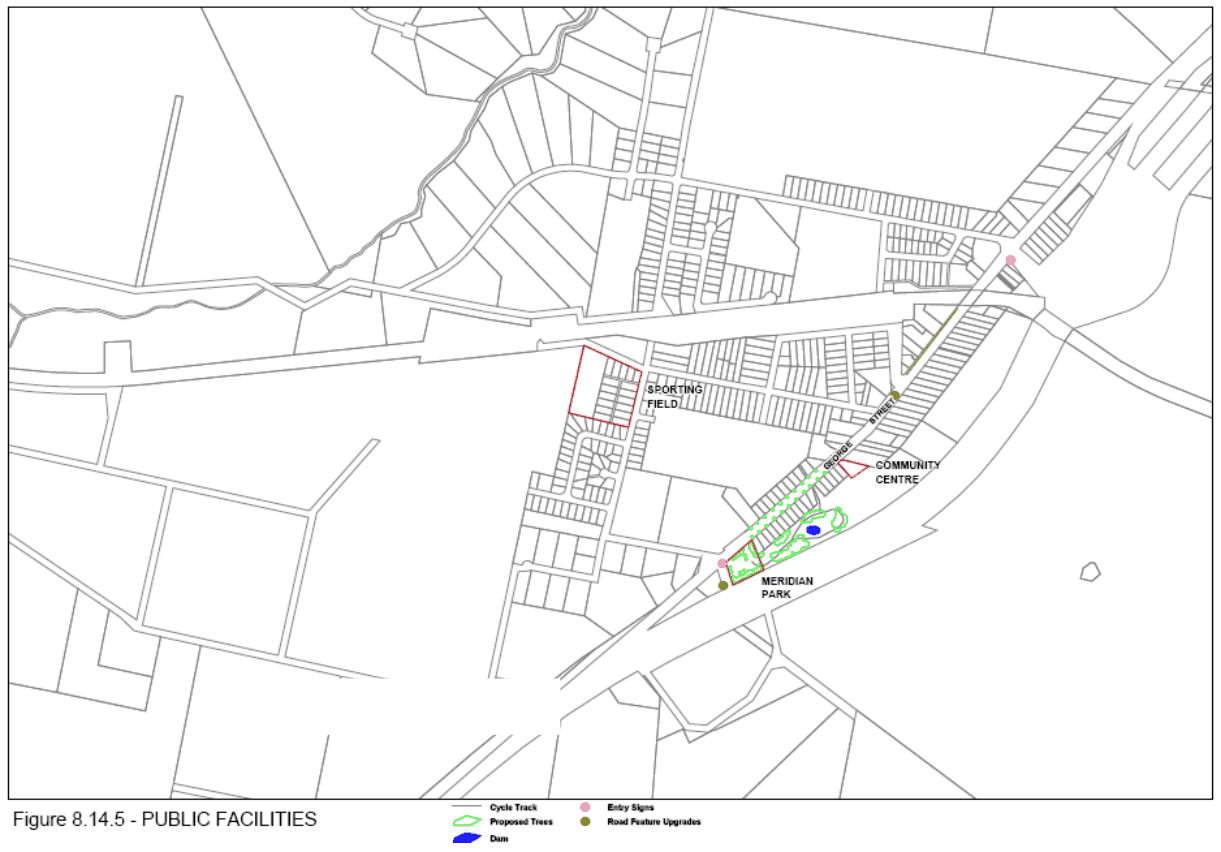 SPORTING
FIELD
GEORGE STREET
COMMUNITY
CENTRE
MERIDIAN
PARK
Figure 8.14.5 - PUBLIC FACILITIES
Cycle Track
Proposed Trees
Dam
Entry Signs
Road Feature Upgrades